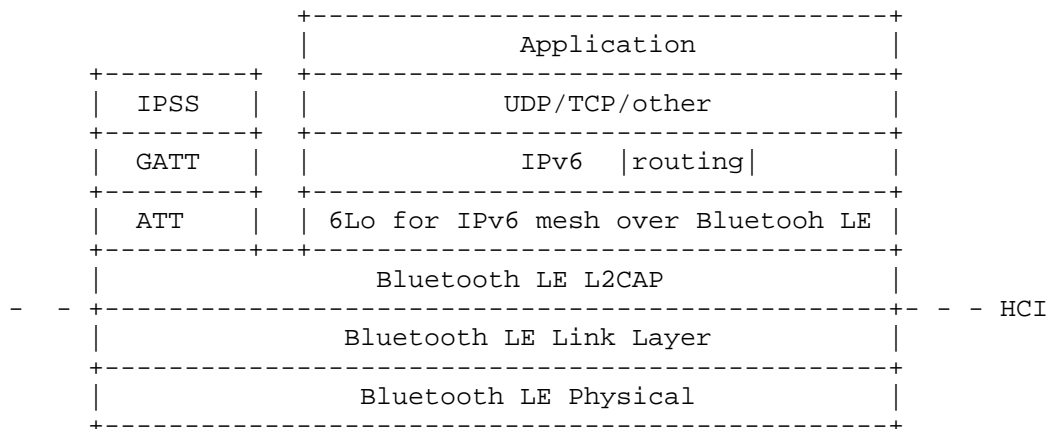 Application
IPSS UDP/TCP/other
GATT IPv6 |routing|
ATT 6Lo for IPv6 mesh over Bluetooh LE
Bluetooth LE L2CAP
- - - - - HCI
Bluetooth LE Link Layer
Bluetooth LE Physical